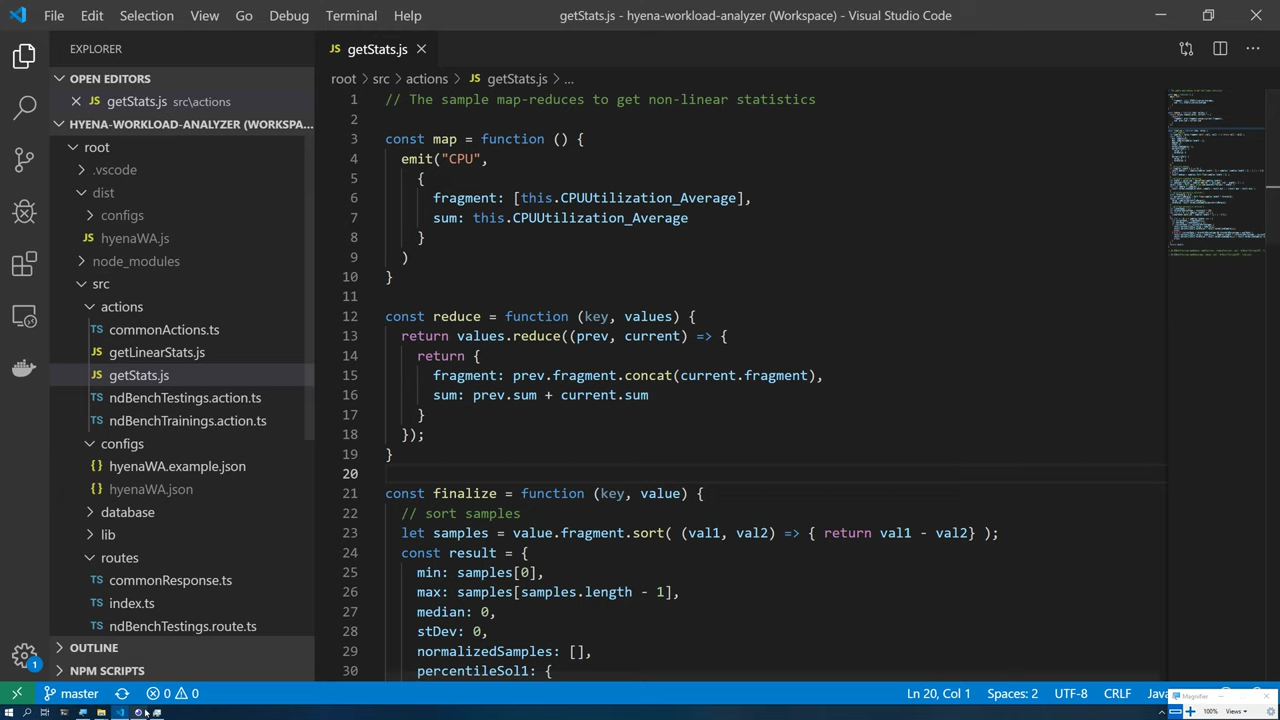 File Edit Selection View Go Debug Terminal Help getStats.js - hyena-workload-analyzer (Workspace) - Visual Studio Code
EXPLORER
OPEN EDITORS
JS getStats.js src\actions
HYENA-WORKLOAD-ANALYZER (WORKSPA...
root
.vscode
dist
configs
JS hyenaWA.js
node_modules
src
actions
TS commonActions.ts
JS getLinearStats.js
JS getStats.js
TS ndBenchTestings.action.ts
TS ndBenchTrainings.action.ts
configs
{} hyenaWA.example.json
{} hyenaWA.json
database
lib
routes
TS commonResponse.ts
TS index.ts
TS ndBenchTestings.route.ts
OUTLINE
NPM SCRIPTS
1
JS getStats.js
root > src > actions > JS getStats.js > ...
1 // The sample map-reduces to get non-linear statistics
2
3 const map = function () {
4 emit("CPU",
5 {
6 fragment: [this.CPUUtilization_Average],
7 sum: this.CPUUtilization_Average
8 }
9 )
10 }
11
12 const reduce = function (key, values) {
13 return values.reduce((prev, current) => {
14 return {
15 fragment: prev.fragment.concat(current.fragment),
16 sum: prev.sum + current.sum
17 }
18 });
19 }
20
21 const finalize = function (key, value) {
22 // sort samples
23 let samples = value.fragment.sort( (val1, val2) => { return val1 - val2} );
24 const result = {
25 min: samples[0],
26 max: samples[samples.length - 1],
27 median: 0,
28 stDev: 0,
29 normalizedSamples: [],
30 percentileSol1: {
master 0 0 Ln 20, Col 1 Spaces: 2 UTF-8 CRLF Java
Magnifier
100% Views